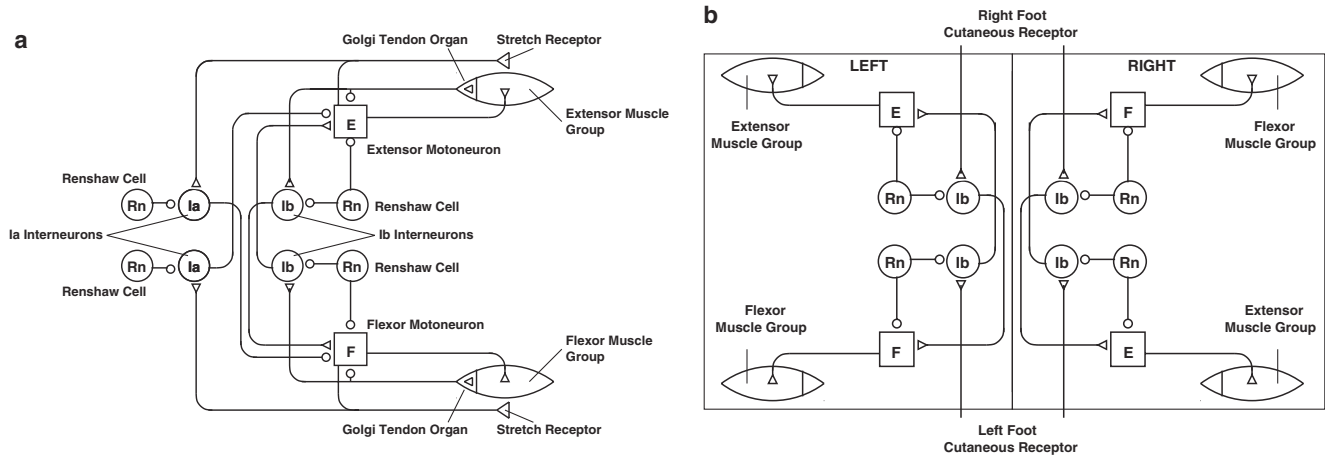 a
Golgi Tendon Organ
Stretch Receptor
E
Extensor Muscle
Group
Extensor Motoneuron
Renshaw Cell
Rn
Ia
Ib
Rn
Renshaw Cell
Ia Interneurons
Ib Interneurons
Rn
Ia
Ib
Rn
Renshaw Cell
Renshaw Cell
Flexor Motoneuron
F
Flexor Muscle
Group
Golgi Tendon Organ
Stretch Receptor
b
Right Foot
Cutaneous Receptor
LEFT
RIGHT
E
F
Extensor
Muscle Group
Flexor
Muscle Group
Rn
Ib
Ib
Rn
Rn
Ib
Ib
Rn
Flexor
Muscle Group
Extensor
Muscle Group
F
E
Left Foot
Cutaneous Receptor